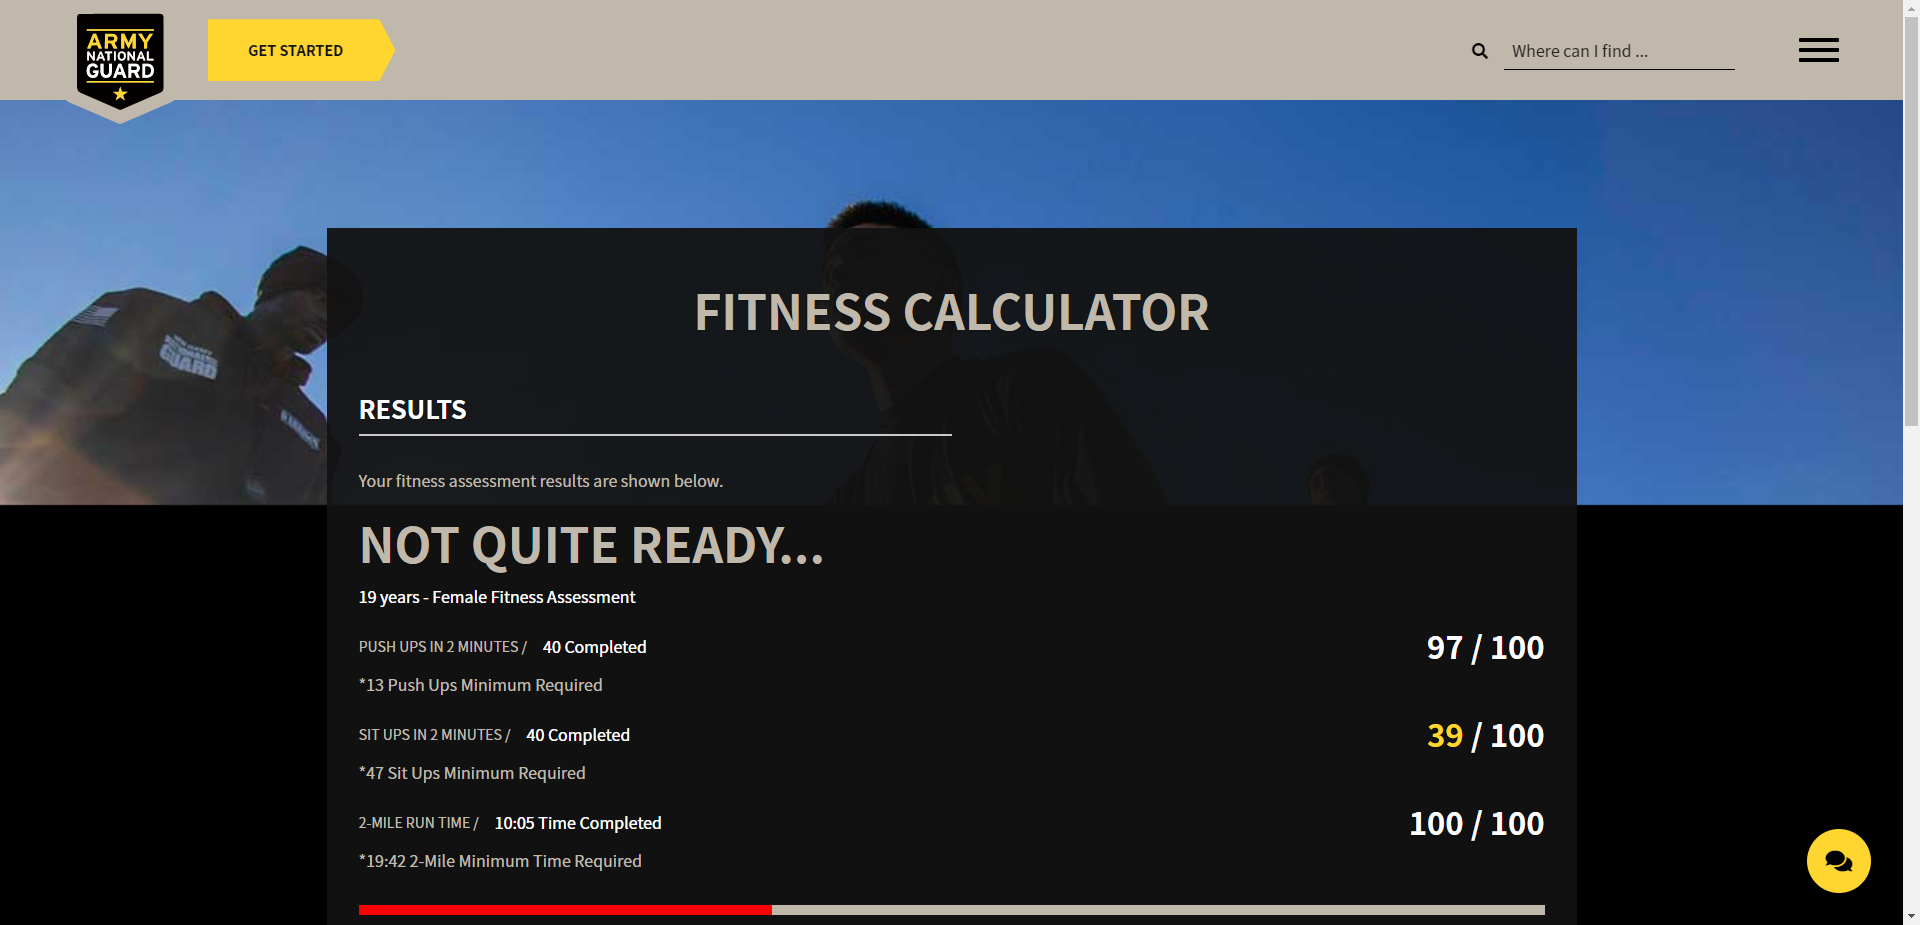 ARMY
NATIONAL
GUARD
GET STARTED
Where can I find ...
GUARD
FITNESS CALCULATOR
RESULTS
Your fitness assessment results are shown below.
NOT QUITE READY...
19 years - Female Fitness Assessment
PUSH UPS IN 2 MINUTES / 40 Completed 97 / 100
*13 Push Ups Minimum Required
SIT UPS IN 2 MINUTES / 40 Completed 39 / 100
*47 Sit Ups Minimum Required
2-MILE RUN TIME / 10:05 Time Completed 100 / 100
*19:42 2-Mile Minimum Time Required